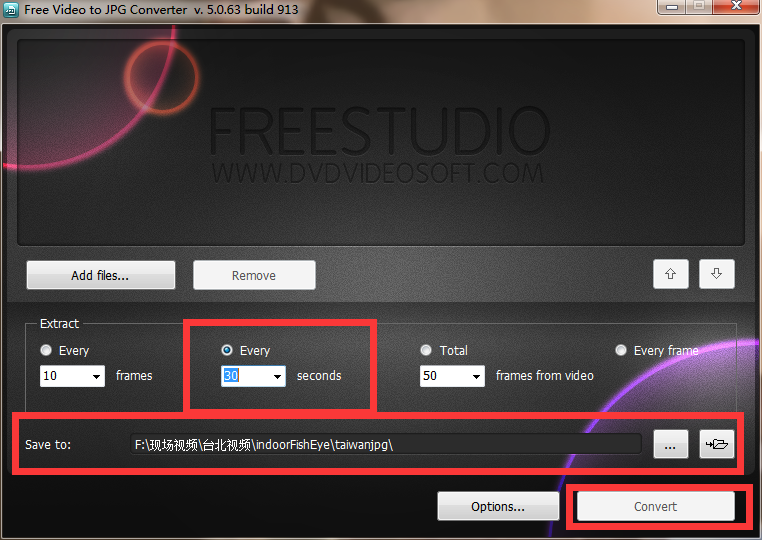 Free Video to JPG Converter v. 5.0.63 build 913
FREESTUDIO
WWW.DVDVIDEOSOFT.COM
Add files...
Remove
Extract
Every
Every
Total
Every frame
10
frames
30
seconds
50
frames from video
Save to:
F:\现场视频\台北视频\indoorFishEye\taiwanjpg\
...
Options...
Convert